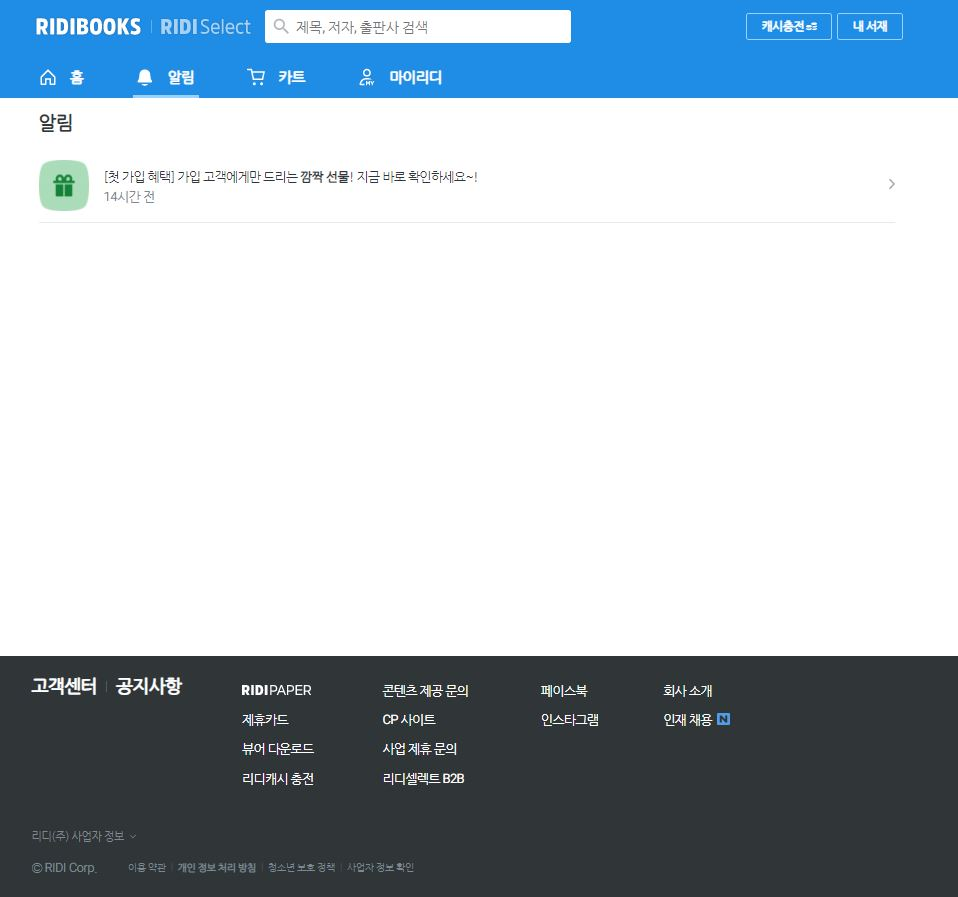 RIDIBOOKS RIDI Select 제목, 저자, 출판사 검색 캐시충전 내 서재
홈 알림 카트 마이리디
알림
[첫 가입 혜택] 가입 고객에게만 드리는 깜짝 선물! 지금 바로 확인하세요~!
14시간 전
고객센터 공지사항
RIDIPAPER 콘텐츠 제공 문의 페이스북 회사 소개
제휴카드 CP 사이트 인스타그램 인재 채용 N
뷰어 다운로드 사업 제휴 문의
리디캐시 충전 리디셀렉트 B2B
리디(주) 사업자 정보
© RIDI Corp. 이용 약관 개인 정보 처리 방침 청소년 보호 정책 사업자 정보 확인